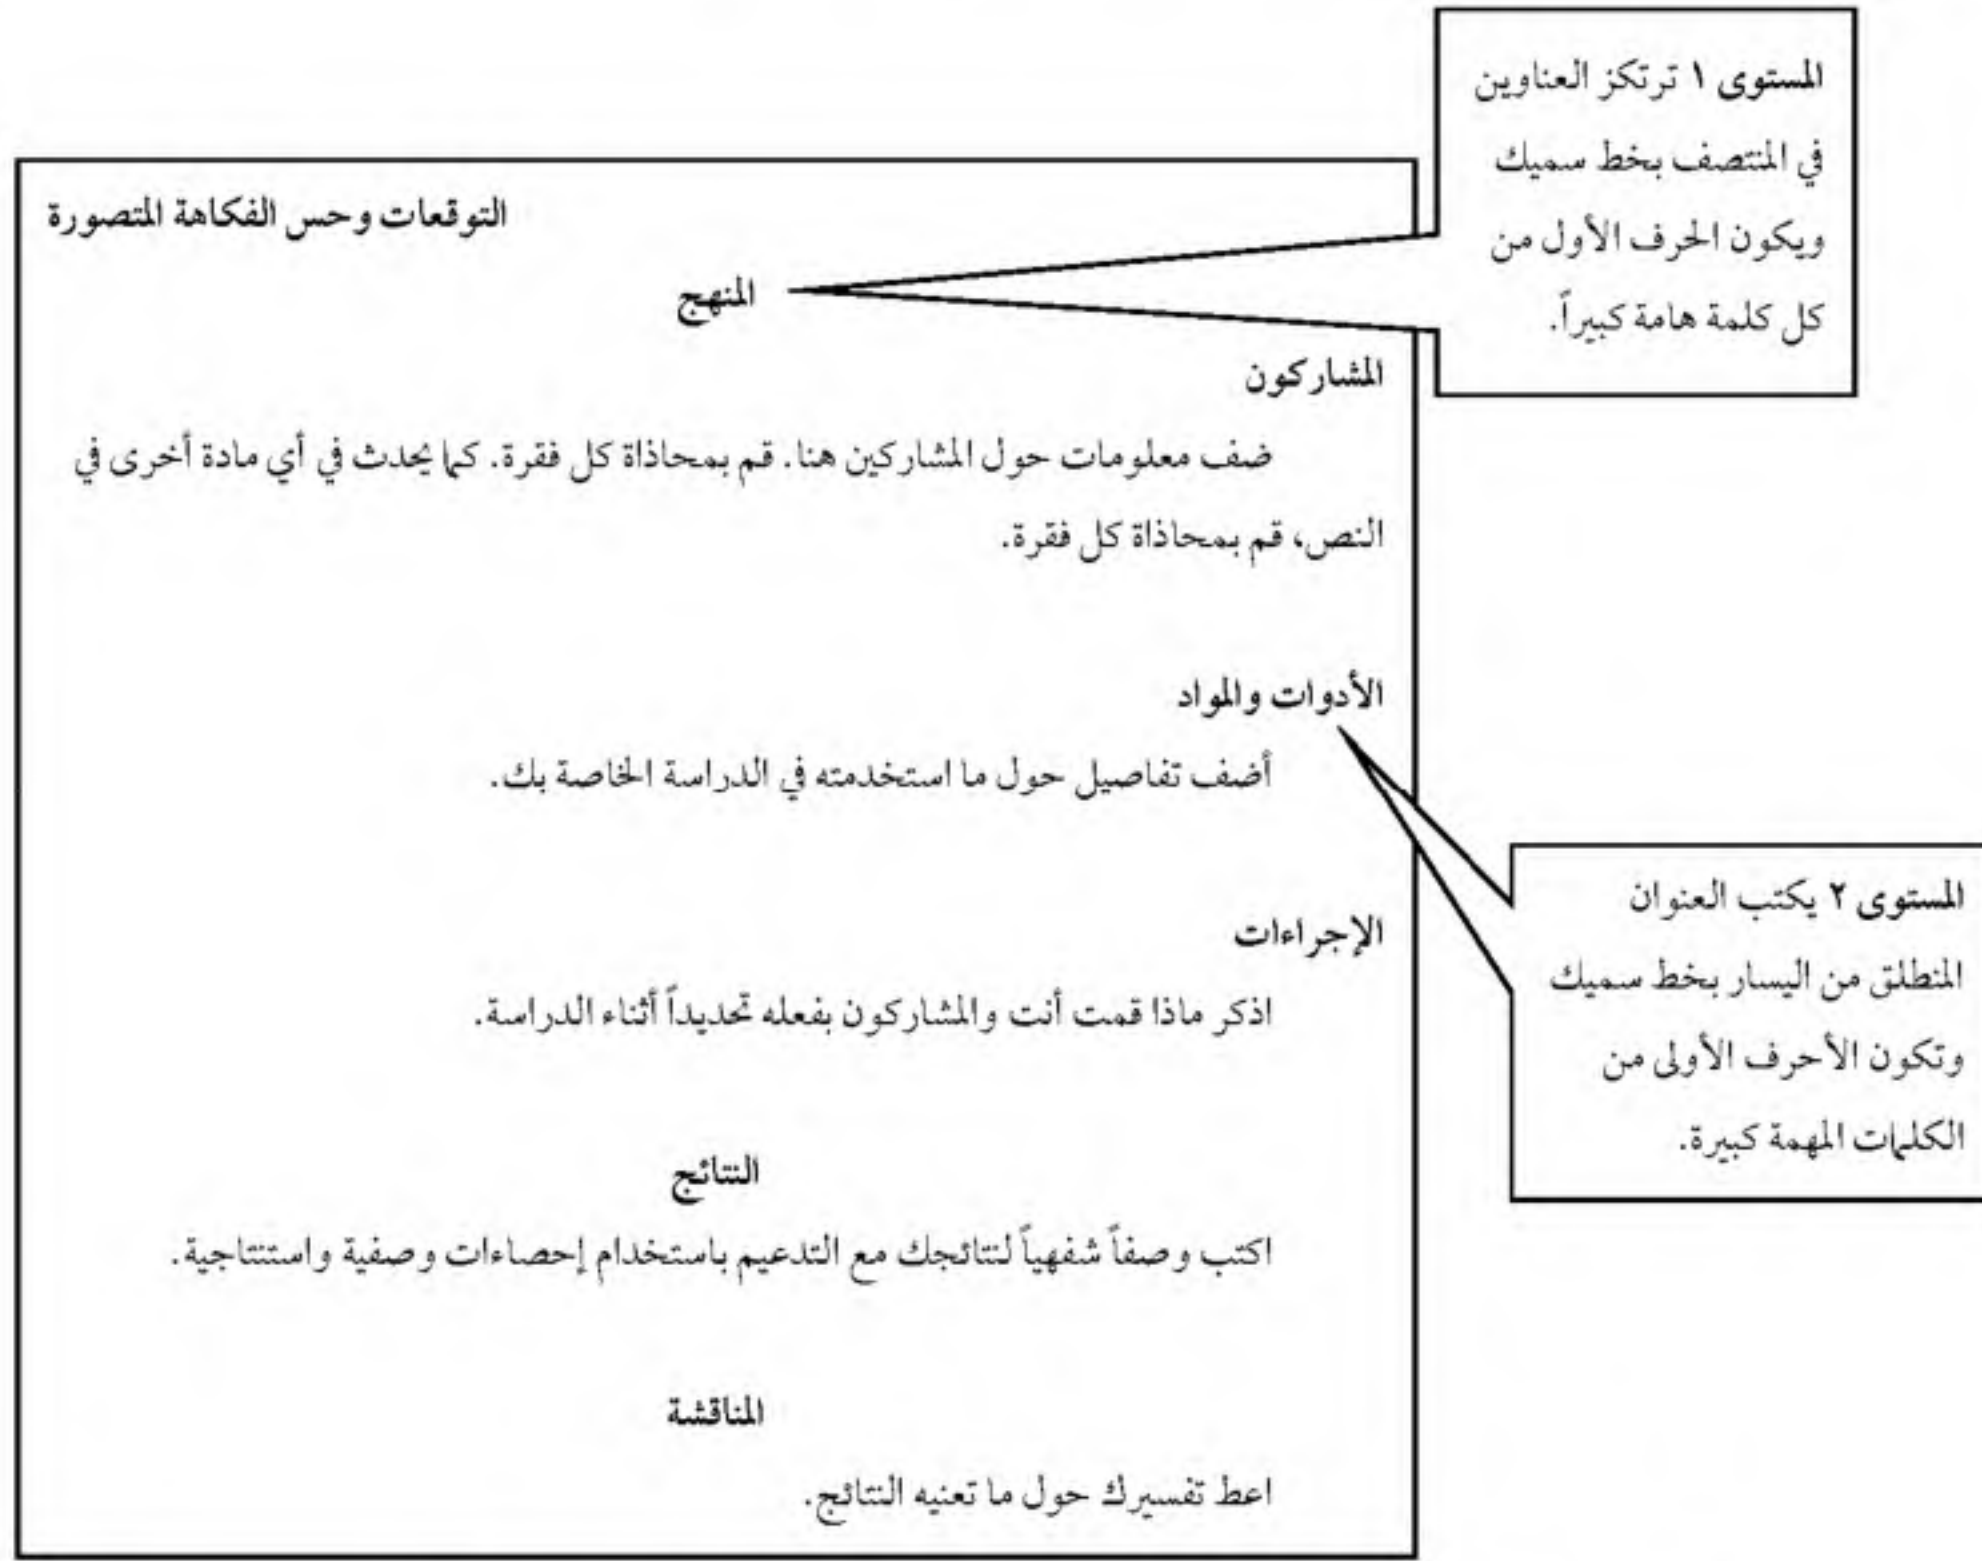 المستوى ١ ترتكز العناوين
في المنتصف بخط سميك
ويكون الحرف الأول من
كل كلمة هامة كبيراً.
التوقعات وحس الفكاهة المتصورة
المنهج
المشاركون
ضف معلومات حول المشاركين هنا. قم بمحاذاة كل فقرة. كما يحدث في أي مادة أخرى في
النص، قم بمحاذاة كل فقرة.
الأدوات والمواد
أضف تفاصيل حول ما استخدمته في الدراسة الخاصة بك.
المستوى ٢ يكتب العنوان
المنطلق من اليسار بخط سميك
وتكون الأحرف الأولى من
الكلمات المهمة كبيرة.
الإجراءات
اذكر ماذا قمت أنت والمشاركون بفعله تحديداً أثناء الدراسة.
النتائج
اكتب وصفاً شفهياً لنتائجك مع التدعيم باستخدام إحصاءات وصفية واستنتاجية.
المناقشة
اعط تفسيرك حول ما تعنيه النتائج.